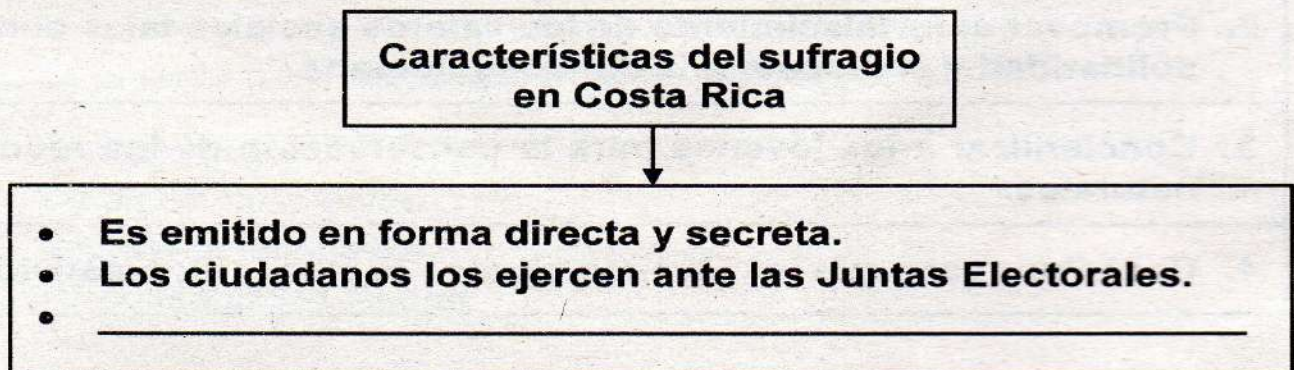 Características del sufragio
en Costa Rica
• Es emitido en forma directa y secreta.
• Los ciudadanos los ejercen ante las Juntas Electorales.
•